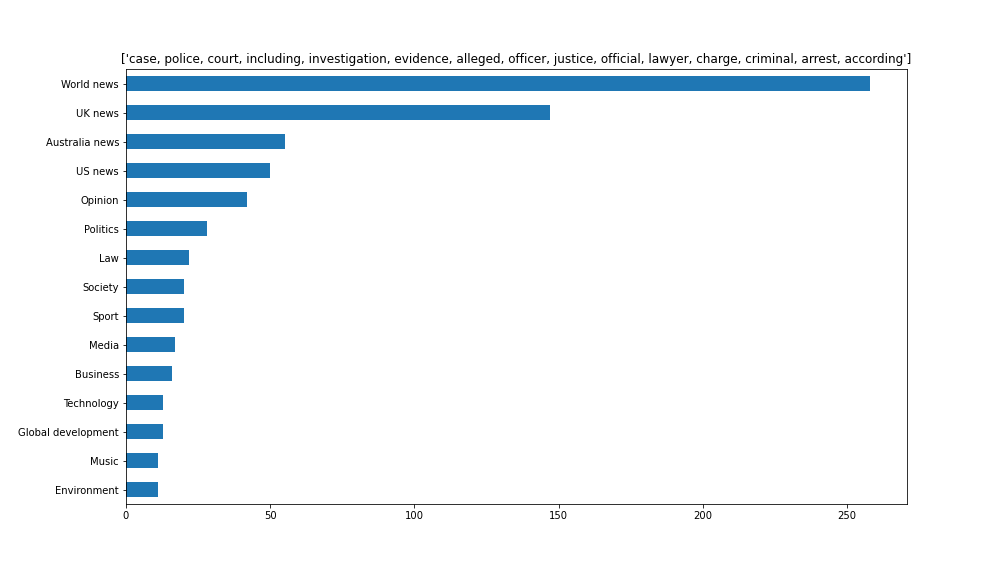 ['case, police, court, including, investigation, evidence, alleged, officer, justice, official, lawyer, charge, criminal, arrest, according']
World news
UK news
Australia news
US news
Opinion
Politics
Law
Society
Sport
Media
Business
Technology
Global development
Music
Environment
0 50 100 150 200 250